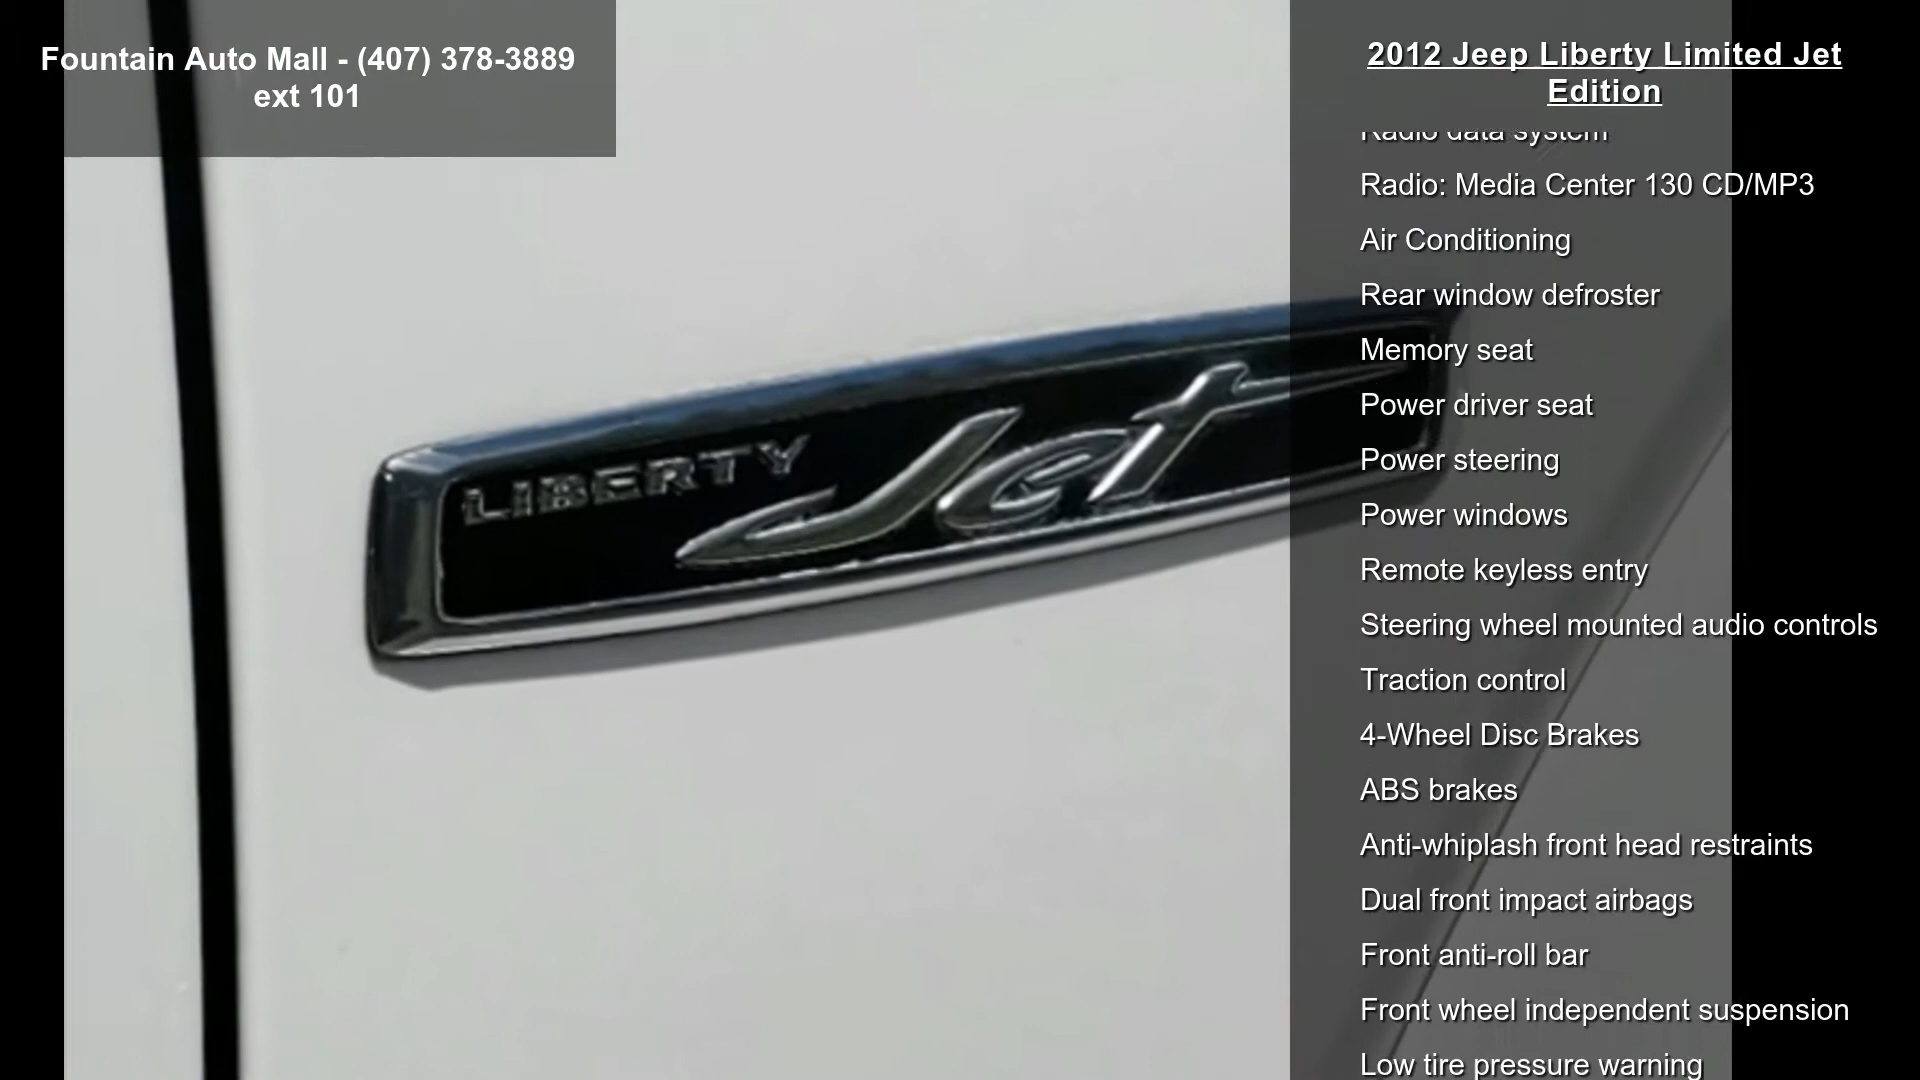 Fountain Auto Mall - (407) 378-3889
ext 101
2012 Jeep Liberty Limited Jet
Edition
Radio data system
Radio: Media Center 130 CD/MP3
Air Conditioning
Rear window defroster
Memory seat
Power driver seat
Power steering
Power windows
Remote keyless entry
Steering wheel mounted audio controls
Traction control
4-Wheel Disc Brakes
ABS brakes
Anti-whiplash front head restraints
Dual front impact airbags
Front anti-roll bar
Front wheel independent suspension
Low tire pressure warning
LIBERTY
Jet